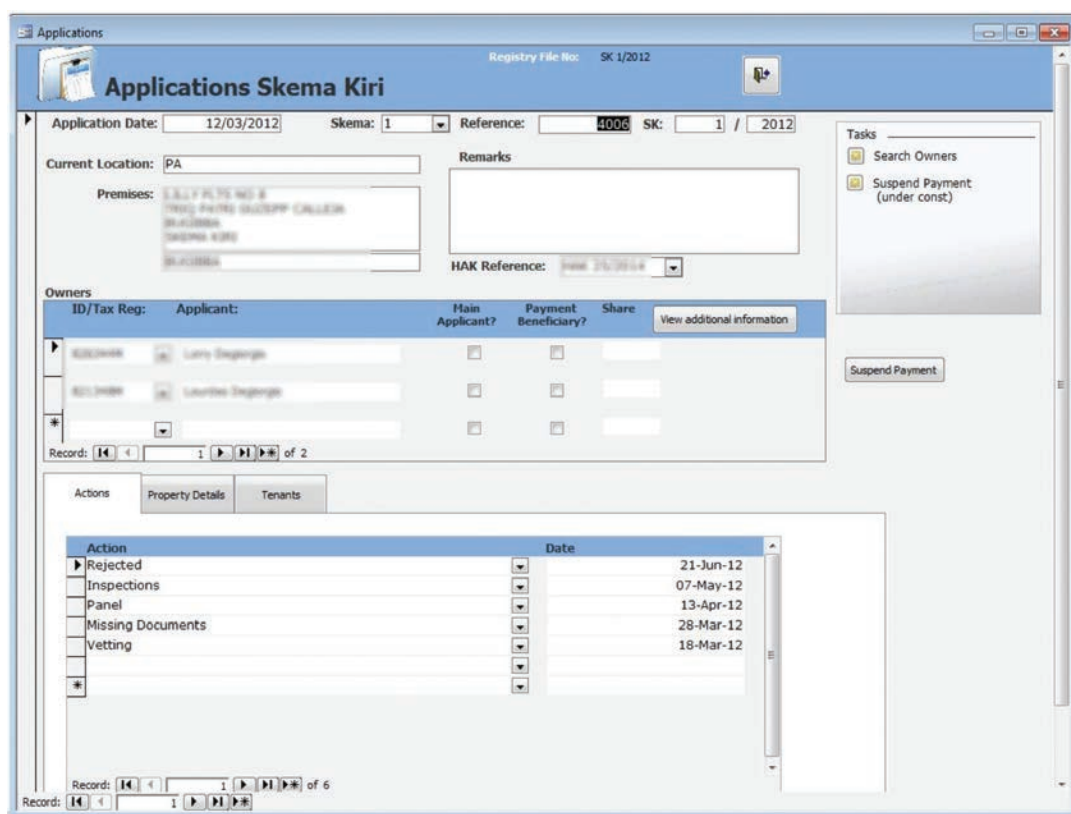 Applications
Registry File No: SK 1/2012
Applications Skema Kiri
Application Date: 12/03/2012 Skema: 1 Reference: 4006 SK: 1 / 2012
Tasks
Search Owners
Suspend Payment
(under const)
Current Location: PA
Remarks
Premises:
HAK Reference:
Owners
ID/Tax Reg: Applicant: Main Applicant? Payment Beneficiary? Share View additional information
Suspend Payment
Record: 1 of 2
Actions Property Details Tenants
Action Date
Rejected 21-Jun-12
Inspections 07-May-12
Panel 13-Apr-12
Missing Documents 28-Mar-12
Vetting 18-Mar-12
Record: 1 of 6
Record: 1